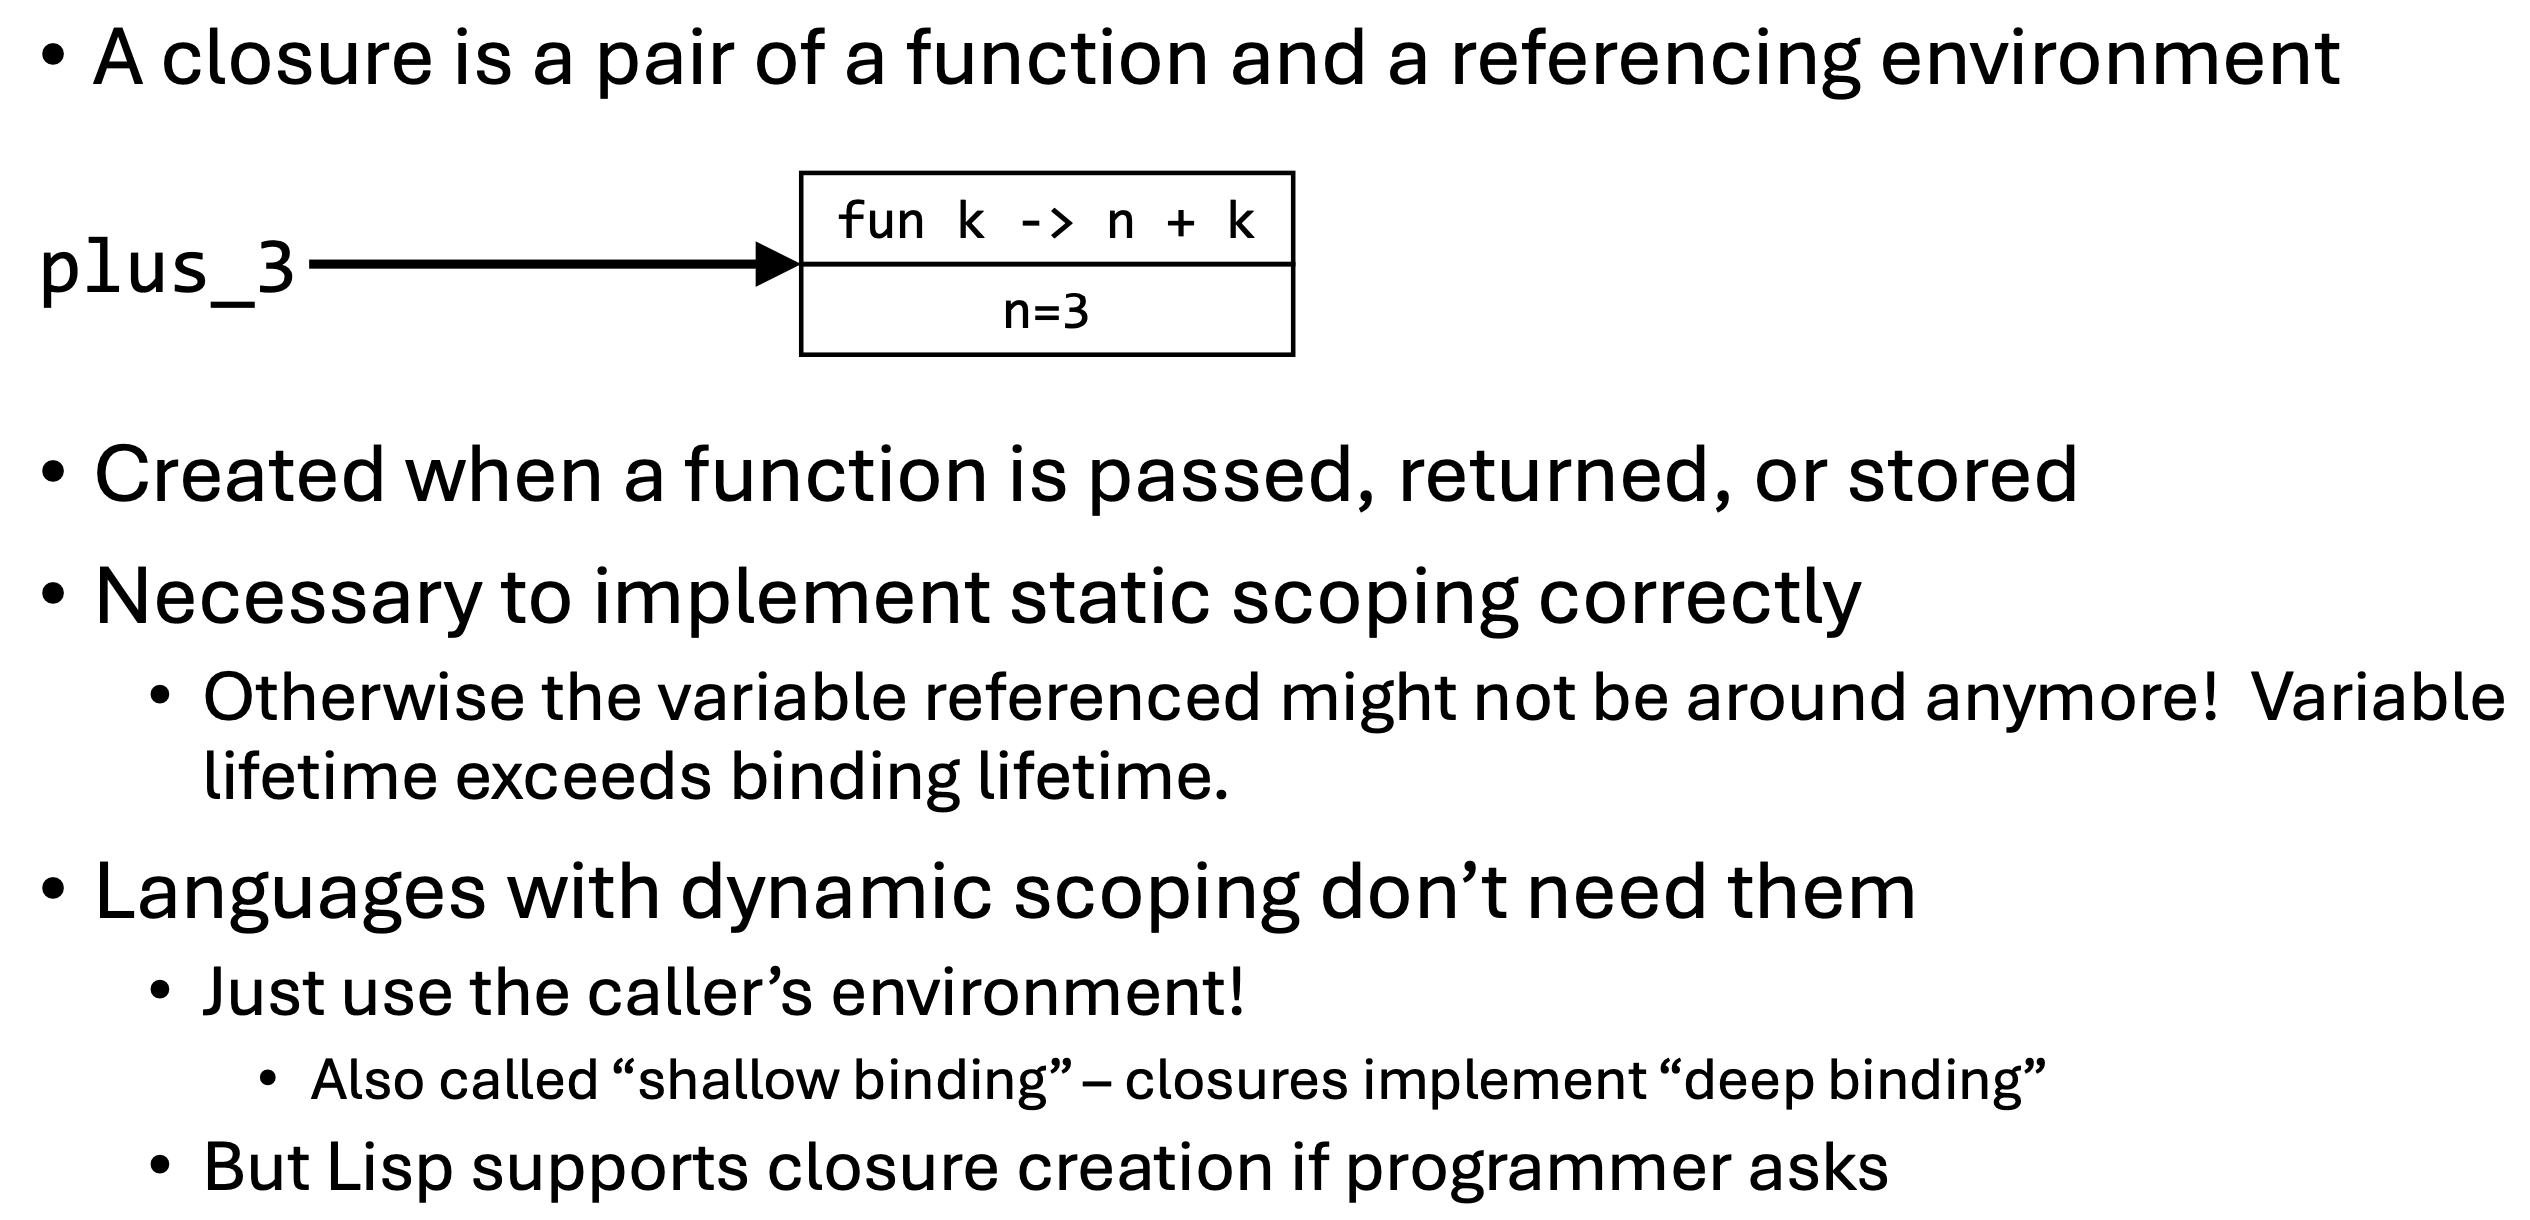 • A closure is a pair of a function and a referencing environment
fun k -> n + k
plus_3
n=3
• Created when a function is passed, returned, or stored
• Necessary to implement static scoping correctly
• Otherwise the variable referenced might not be around anymore!  Variable
lifetime exceeds binding lifetime.
• Languages with dynamic scoping don’t need them
• Just use the caller’s environment!
• Also called “shallow binding” – closures implement “deep binding”
• But Lisp supports closure creation if programmer asks